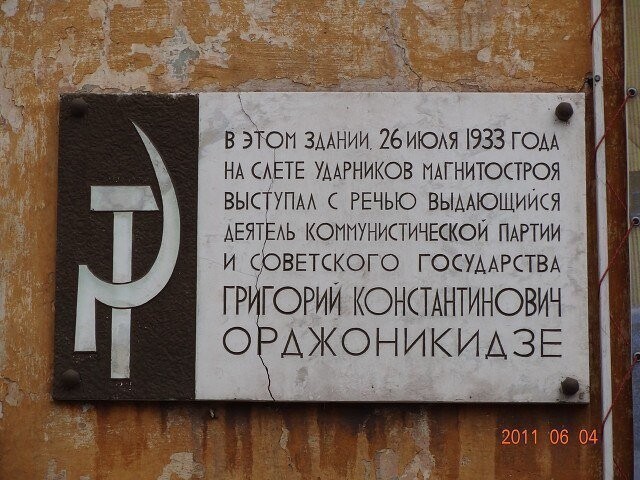 В ЭТОМ ЗДАНИИ, 26 ИЮЛЯ 1933 ГОДА
НА СЛЕТЕ УДАРНИКОВ МАГНИТОСТРОЯ
ВЫСТУПАЛ С РЕЧЬЮ ВЫДАЮЩИЙСЯ
ДЕЯТЕЛЬ КОММУНИСТИЧЕСКОЙ ПАРТИИ
И СОВЕТСКОГО ГОСУДАРСТВА
ГРИГОРИЙ КОНСТАНТИНОВИЧ
ОРДЖОНИКИДЗЕ
2011 06 04